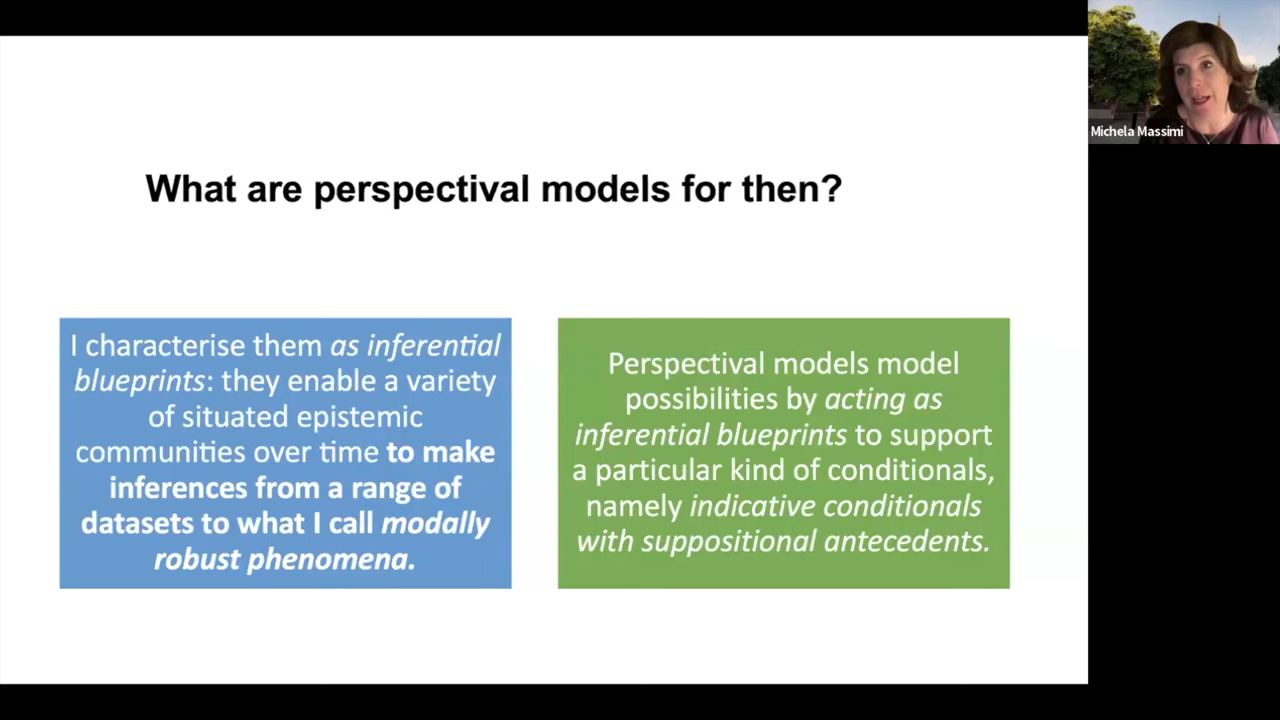 What are perspectival models for then?
I characterise them as inferential
blueprints: they enable a variety
of situated epistemic
communities over time to make
inferences from a range of
datasets to what I call modally
robust phenomena.
Perspectival models model
possibilities by acting as
inferential blueprints to support
a particular kind of conditionals,
namely indicative conditionals
with suppositional antecedents.
Michela Massimi